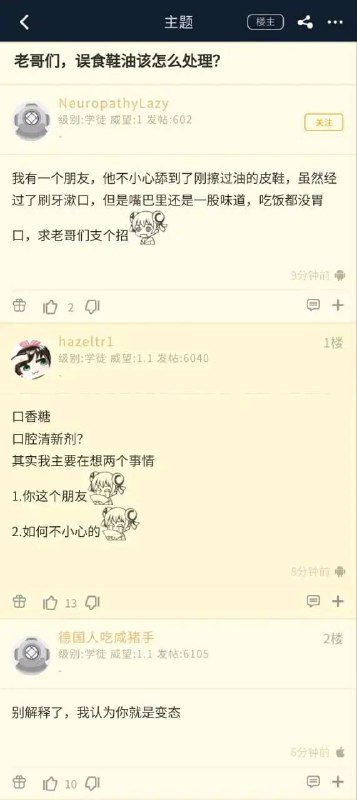 主题
楼主
老哥们，误食鞋油该怎么处理？
NeuropathyLazy
级别:学徒 威望:1 发帖:602
关注
-
我有一个朋友，他不小心舔到了刚擦过油的皮鞋，虽然经
过了刷牙漱口，但是嘴巴里还是一股味道，吃饭都没胃
口，求老哥们支个招
9分钟前
2
hazeltr1
1楼
级别:学徒 威望:1.1 发帖:6040
-
口香糖
口腔清新剂？
其实我主要在想两个事情
1.你这个朋友
2.如何不小心的
8分钟前
13
德国人吃咸猪手
2楼
级别:学徒 威望:1.1 发帖:6105
-
别解释了，我认为你就是变态
6分钟前
10